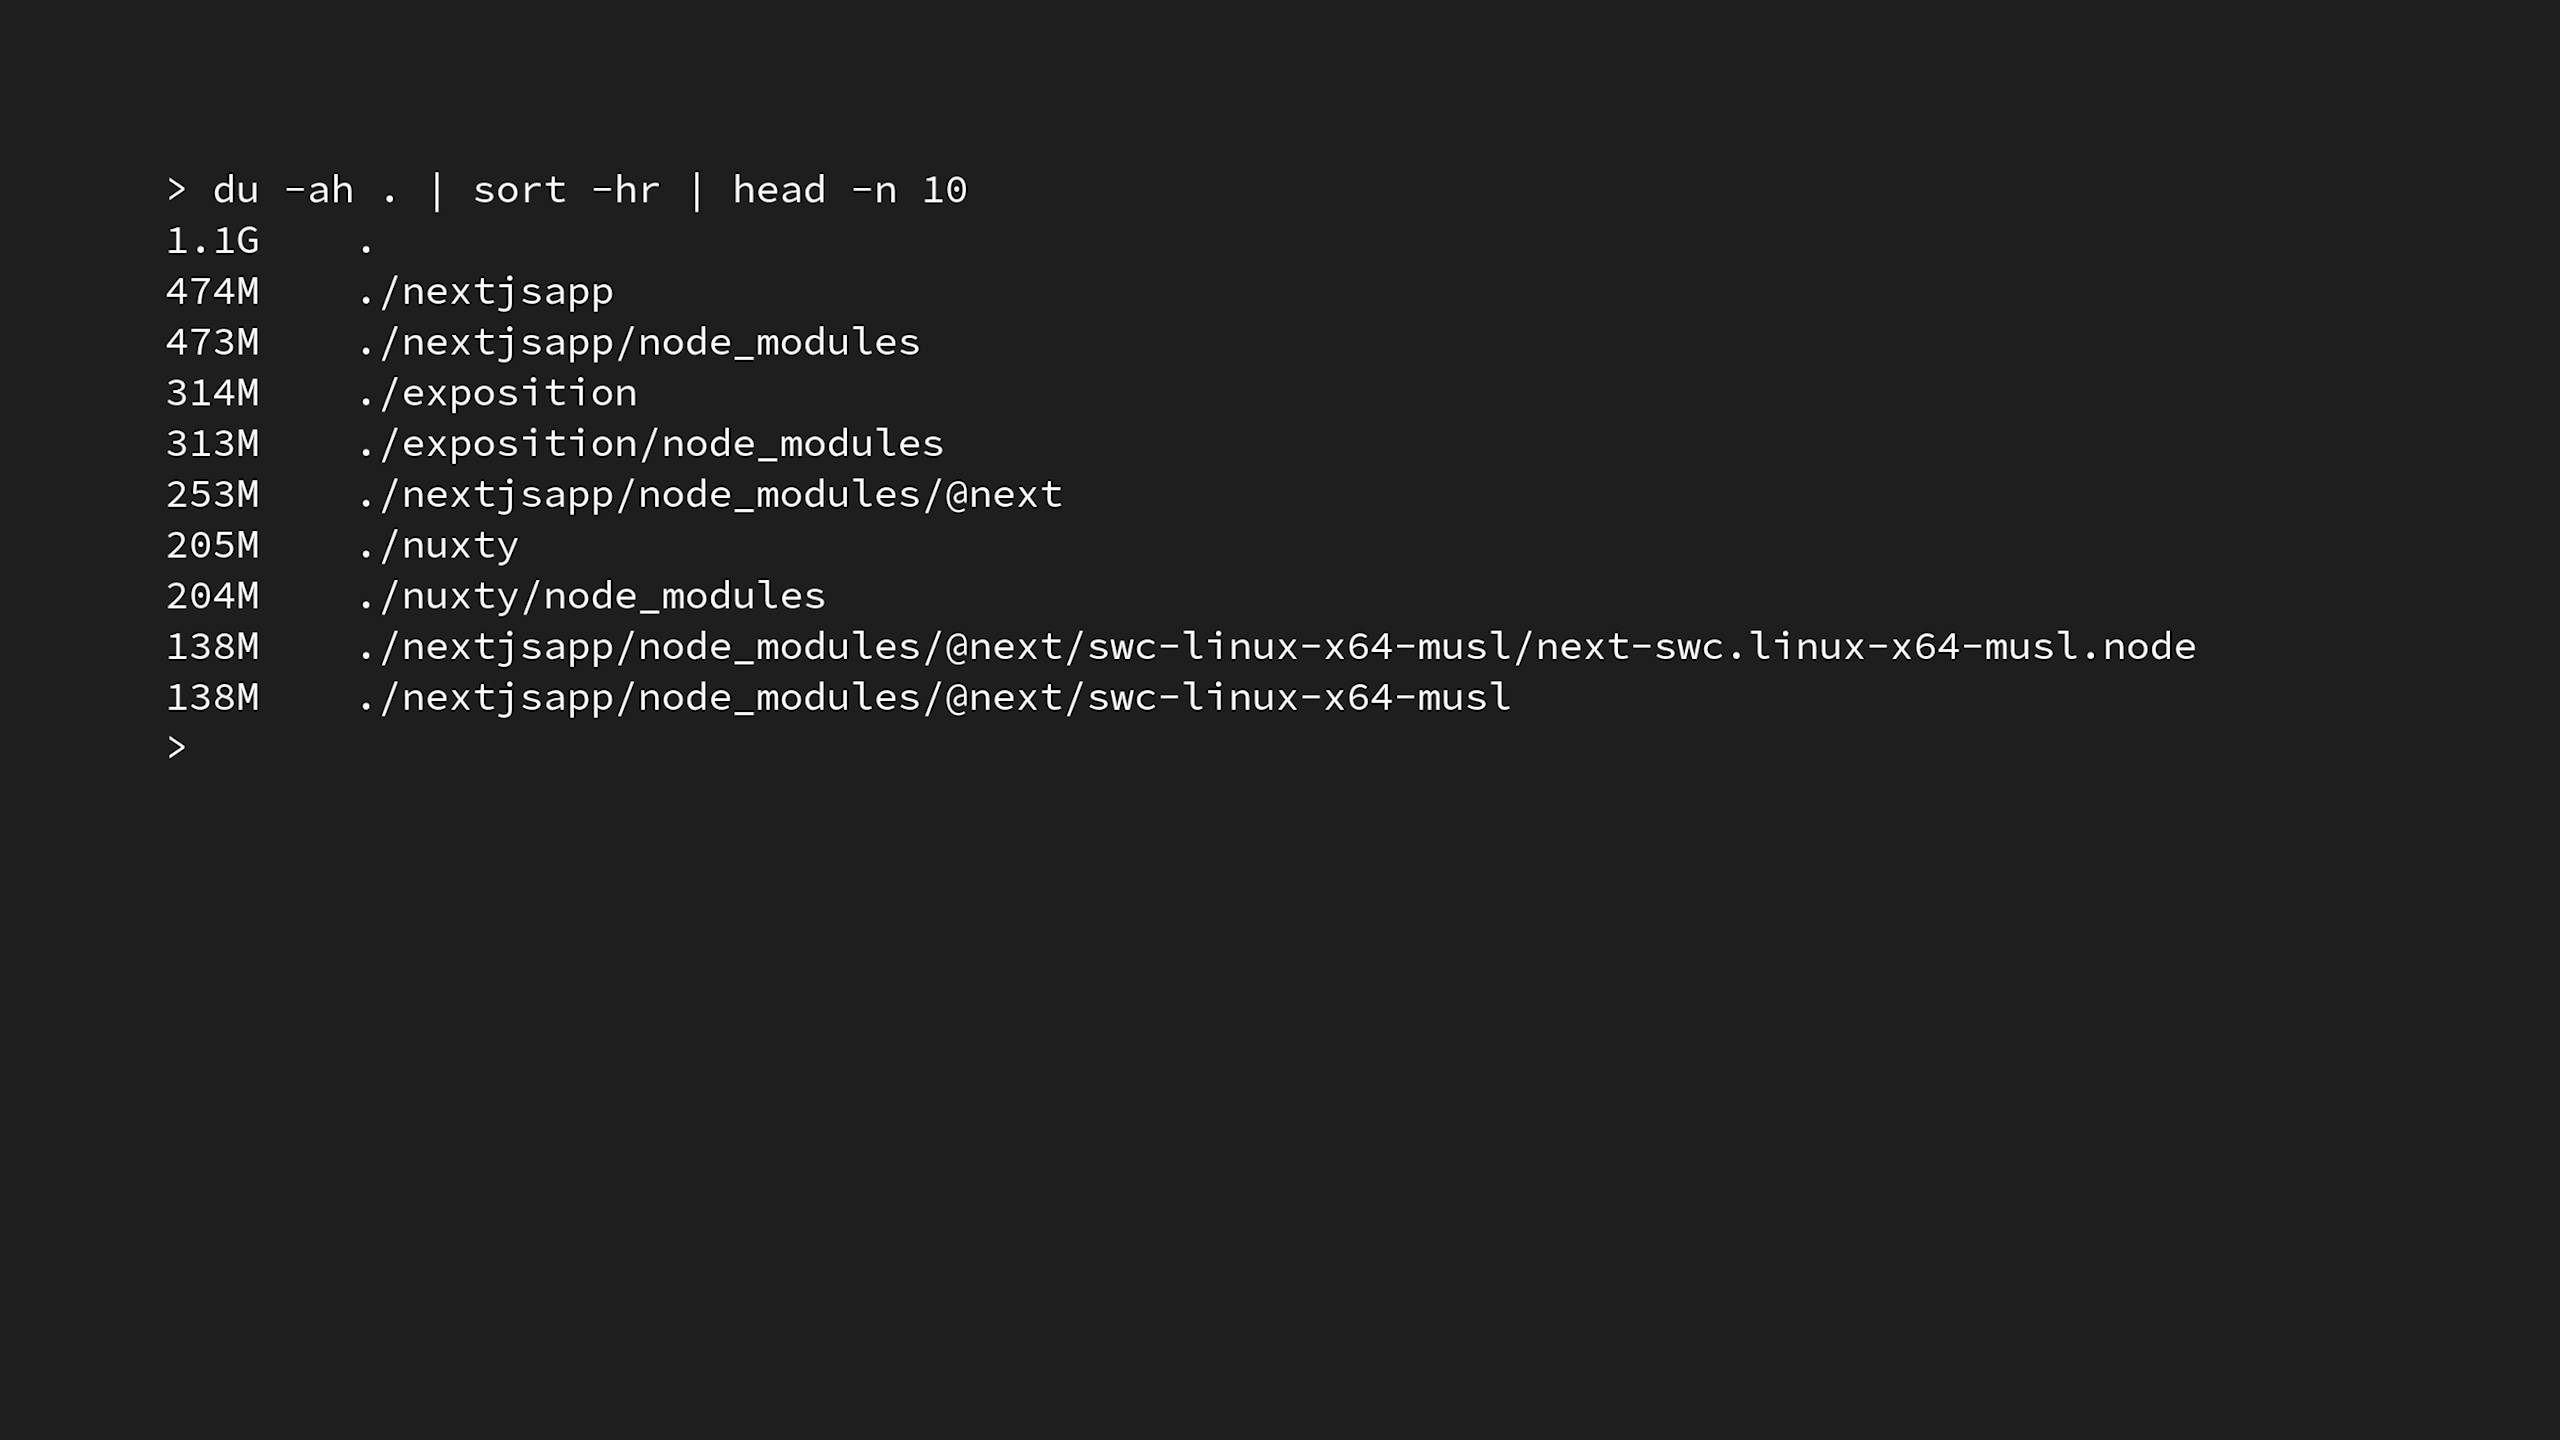 > du -ah . | sort -hr | head -n 10
1.1G    .
474M    ./nextjsapp
473M    ./nextjsapp/node_modules
314M    ./exposition
313M    ./exposition/node_modules
253M    ./nextjsapp/node_modules/@next
205M    ./nuxty
204M    ./nuxty/node_modules
138M    ./nextjsapp/node_modules/@next/swc-linux-x64-musl/next-swc.linux-x64-musl.node
138M    ./nextjsapp/node_modules/@next/swc-linux-x64-musl
>